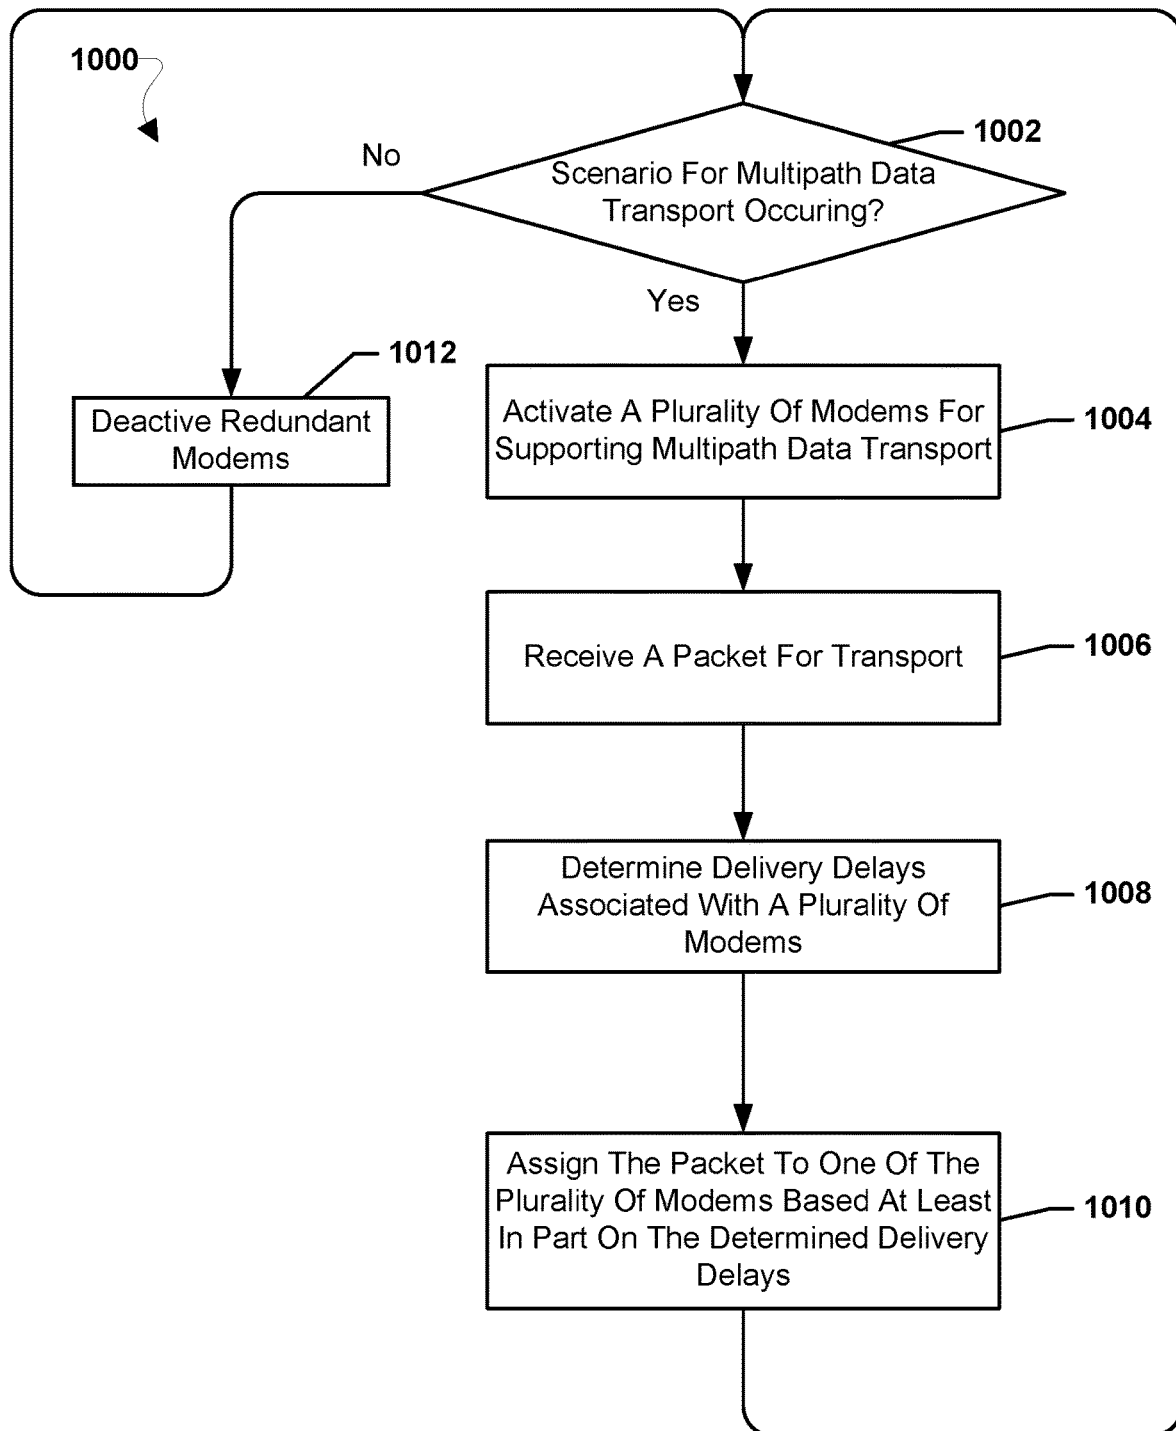 1000
1002
No
Scenario For Multipath Data
Transport Occuring?
Yes
1012
Deactive Redundant
Modems
Activate A Plurality Of Modems For
Supporting Multipath Data Transport
1004
Receive A Packet For Transport
1006
Determine Delivery Delays
Associated With A Plurality Of
Modems
1008
Assign The Packet To One Of The
Plurality Of Modems Based At Least
In Part On The Determined Delivery
Delays
1010